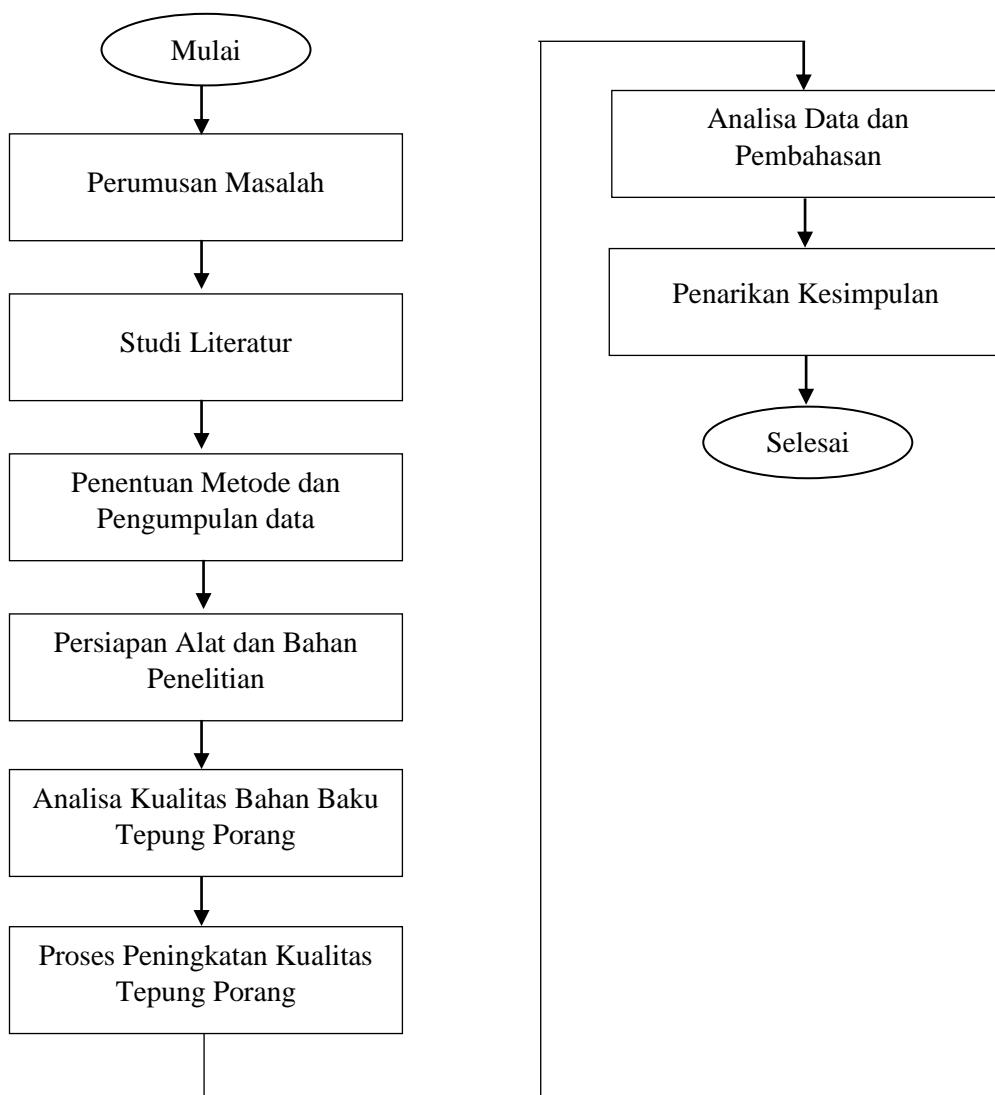 Mulai
Perumusan Masalah
Studi Literatur
Penentuan Metode dan
Pengumpulan data
Persiapan Alat dan Bahan
Penelitian
Analisa Kualitas Bahan Baku
Tepung Porang
Proses Peningkatan Kualitas
Tepung Porang
Analisa Data dan
Pembahasan
Penarikan Kesimpulan
Selesai